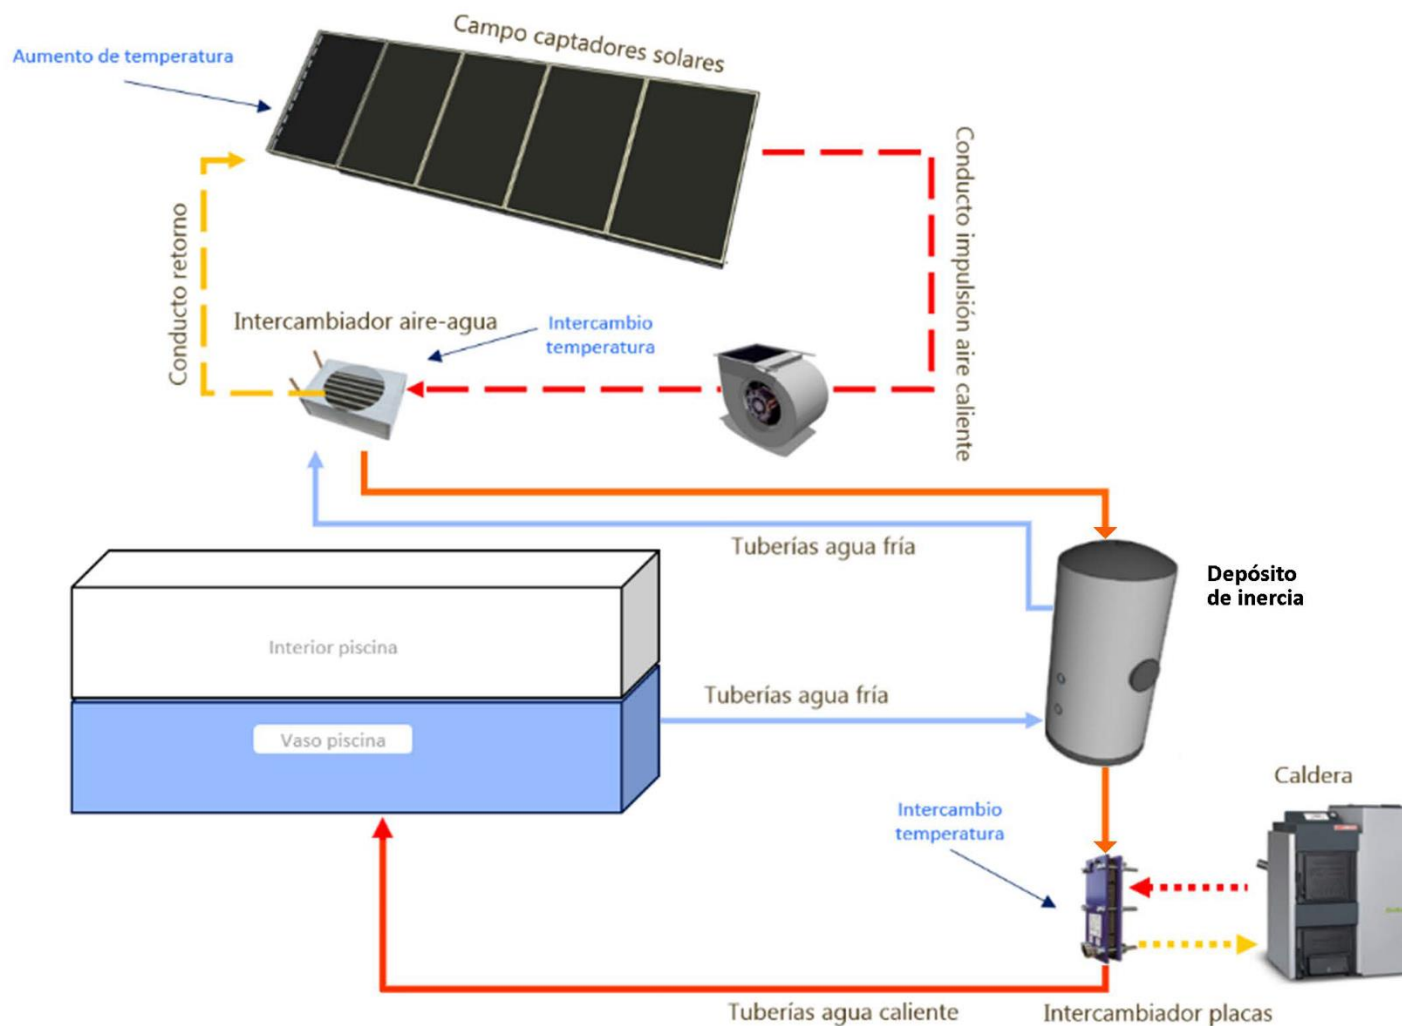 Campo captadores solares
Aumento de temperatura
Conducto retorno
Conducto impulsión aire caliente
Intercambiador aire-agua
Intercambio
temperatura
Tuberías agua fría
Depósito
de inercia
Interior piscina
Tuberías agua fría
Vaso piscina
Caldera
Intercambio
temperatura
Tuberías agua caliente
Intercambiador placas